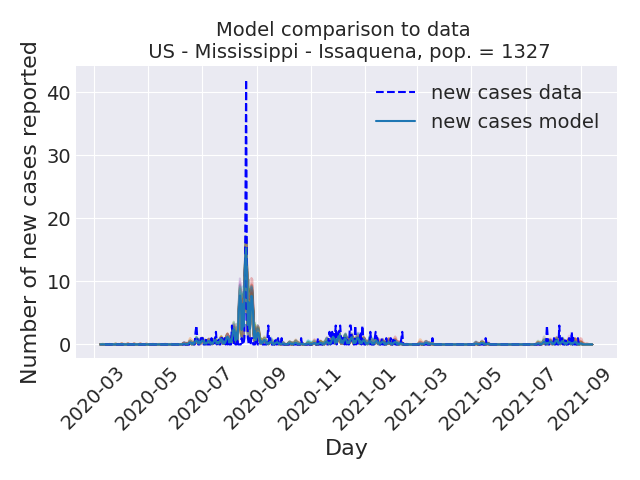 Model comparison to data
US - Mississippi - Issaquena, pop. = 1327
Number of new cases reported
40
30
20
10
0
new cases data
new cases model
2020-03
2020-05
2020-07
2020-09
2020-11
2021-01
2021-03
2021-05
2021-07
2021-09
Day